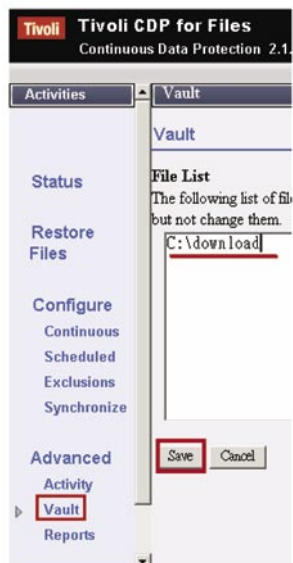 Tivoli Tivoli CDP for Files
Continuous Data Protection 2.1.
Activities
Vault
Vault
Status
Restore
Files
Configure
Continuous
Scheduled
Exclusions
Synchronize
Advanced
Activity
Vault
Reports
File List
The following list of fil
but not change them.
C:\download
Save Cancel